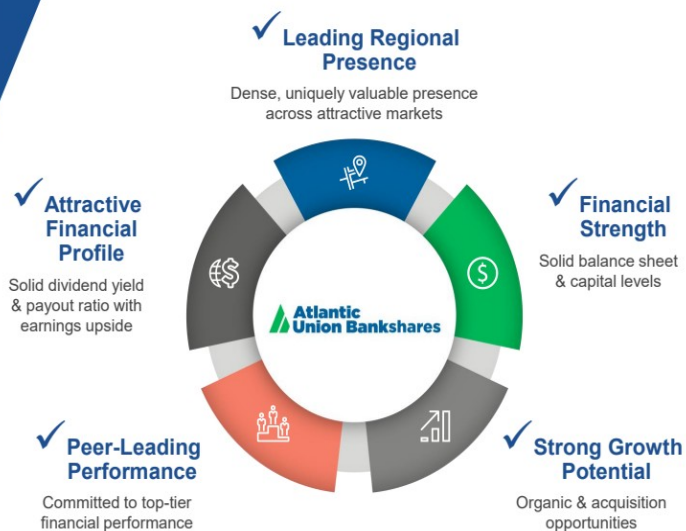 Leading Regional
Presence
Dense, uniquely valuable presence
across attractive markets
Attractive
Financial
Profile
Solid dividend yield
& payout ratio with
earnings upside
Financial
Strength
Solid balance sheet
& capital levels
Atlantic
Union Bankshares
Peer-Leading
Performance
Committed to top-tier
financial performance
Strong Growth
Potential
Organic & acquisition
opportunities